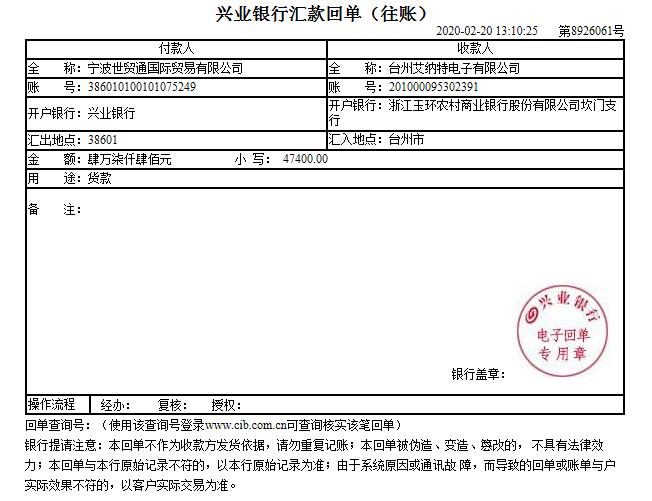 兴业银行汇款回单（往账）
2020-02-20 13:10:25 第8926061号
付款人 收款人
全 称：宁波世贸通国际贸易有限公司 全 称：台州艾纳特电子有限公司
账 号：386010100101075249 账 号：201000095302391
开户银行：兴业银行 开户银行：浙江玉环农村商业银行股份有限公司坎门支
行
汇出地点：38601 汇入地点：台州市
金 额：肆万柒仟肆佰元 小 写： 47400.00
用 途：货款
备 注：
兴业银行
电子回单
专用章
银行盖章：
操作流程 经办： 复核： 授权：
回单查询号：（使用该查询号登录www.cib.com.cn可查询核实该笔回单）
银行提请注意：本回单不作为收款方发货依据，请勿重复记账；本回单被伪造、变造、篡改的，不具有法律效
力；本回单与本行原始记录不符的，以本行原始记录为准；由于系统原因或通讯故 障，而导致的回单或账单与户
实际效果不符的，以客户实际交易为准。